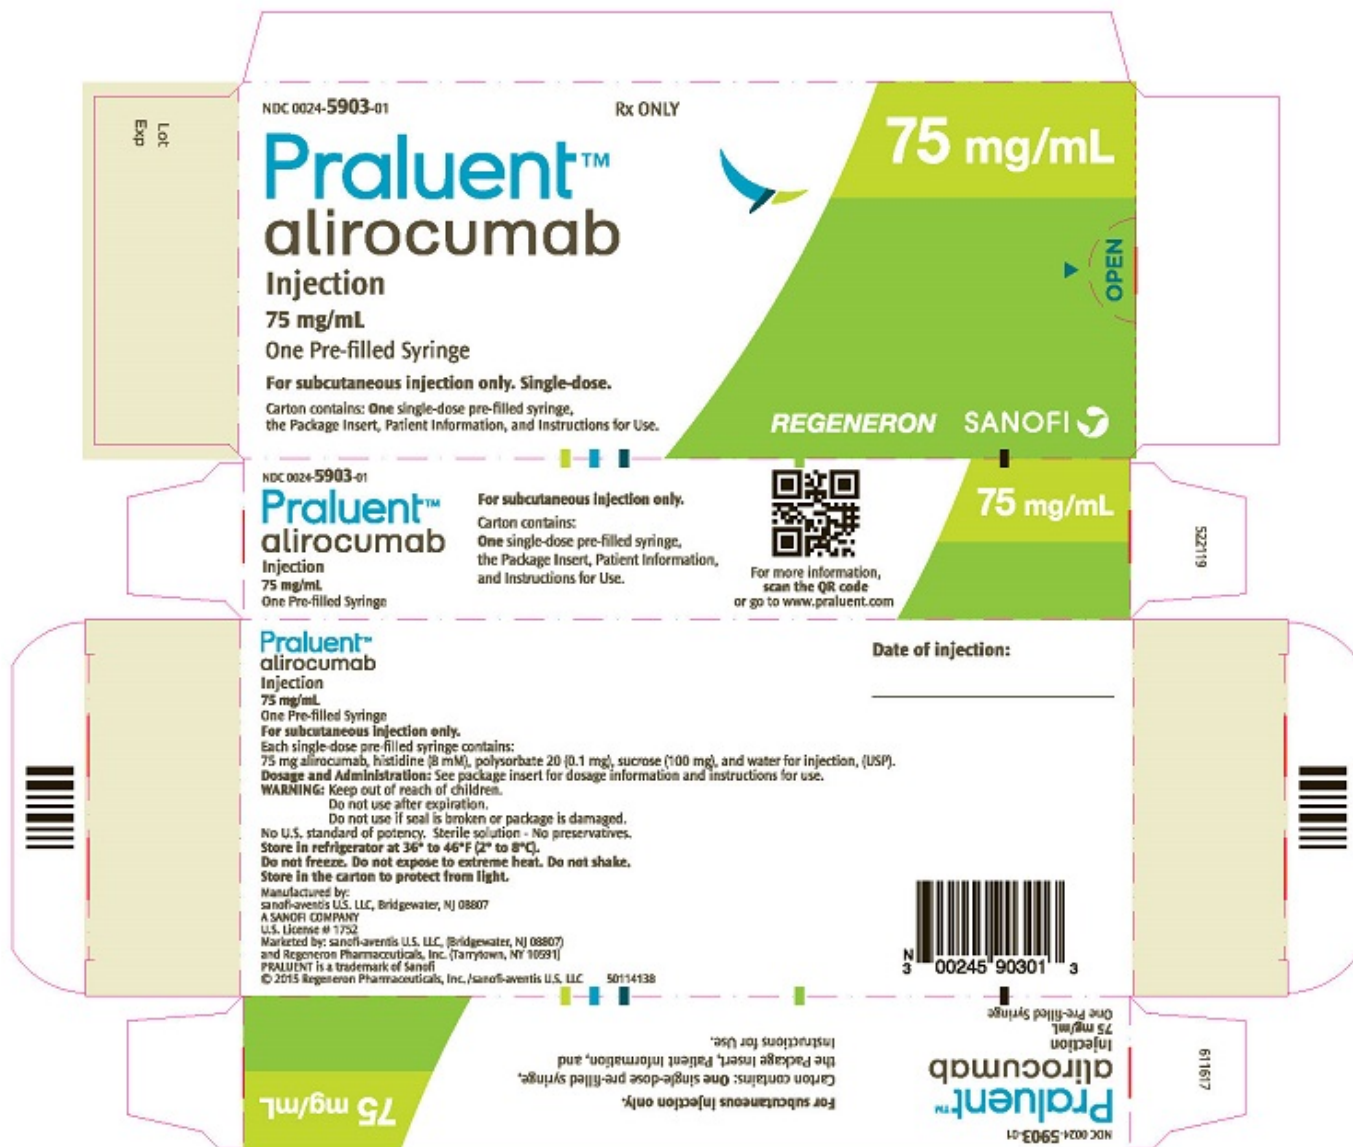 NDC 0024-5903-01
Rx ONLY
Praluent™
alirocumab
Injection
75 mg/mL
One Pre-filled Syringe
For subcutaneous injection only. Single-dose.
Carton contains: One single-dose pre-filled syringe,
the Package Insert, Patient Information, and Instructions for Use.
75 mg/mL
OPEN
REGENERON
SANOFI
Lot
Exp
NDC 0024-5903-01
Praluent™
alirocumab
Injection
75 mg/mL
One Pre-filled Syringe
For subcutaneous injection only.
Carton contains:
One single-dose pre-filled syringe,
the Package Insert, Patient Information,
and Instructions for Use.
For more information,
scan the QR code
or go to www.praluent.com
75 mg/mL
522119
Praluent™
alirocumab
Injection
75 mg/mL
One Pre-filled Syringe
For subcutaneous injection only.
Each single-dose pre-filled syringe contains:
75 mg alirocumab, histidine (8 mM), polysorbate 20 (0.1 mg), sucrose (100 mg), and water for injection, (USP).
Dosage and Administration: See package insert for dosage information and instructions for use.
WARNING: Keep out of reach of children.
Do not use after expiration.
Do not use if seal is broken or package is damaged.
No U.S. standard of potency. Sterile solution - No preservatives.
Store in refrigerator at 36° to 46°F (2° to 8°C).
Do not freeze. Do not expose to extreme heat. Do not shake.
Store in the carton to protect from light.
Manufactured by:
sanofi-aventis U.S. LLC, Bridgewater, NJ 08807
A SANOFI COMPANY
U.S. License # 1752
Marketed by: sanofi-aventis U.S. LLC, (Bridgewater, NJ 08807)
and Regeneron Pharmaceuticals, Inc. (Tarrytown, NY 10591)
PRALUENT is a trademark of Sanofi
© 2015 Regeneron Pharmaceuticals, Inc./sanofi-aventis U.S. LLC 50114138
Date of injection:
N
3 00245 90301 3
NDC 0024-5903-01
Praluent™
alirocumab
Injection
75 mg/mL
One Pre-filled Syringe
For subcutaneous injection only.
Carton contains: One single-dose pre-filled syringe,
the Package Insert, Patient Information, and
Instructions for Use.
75 mg/mL
611617